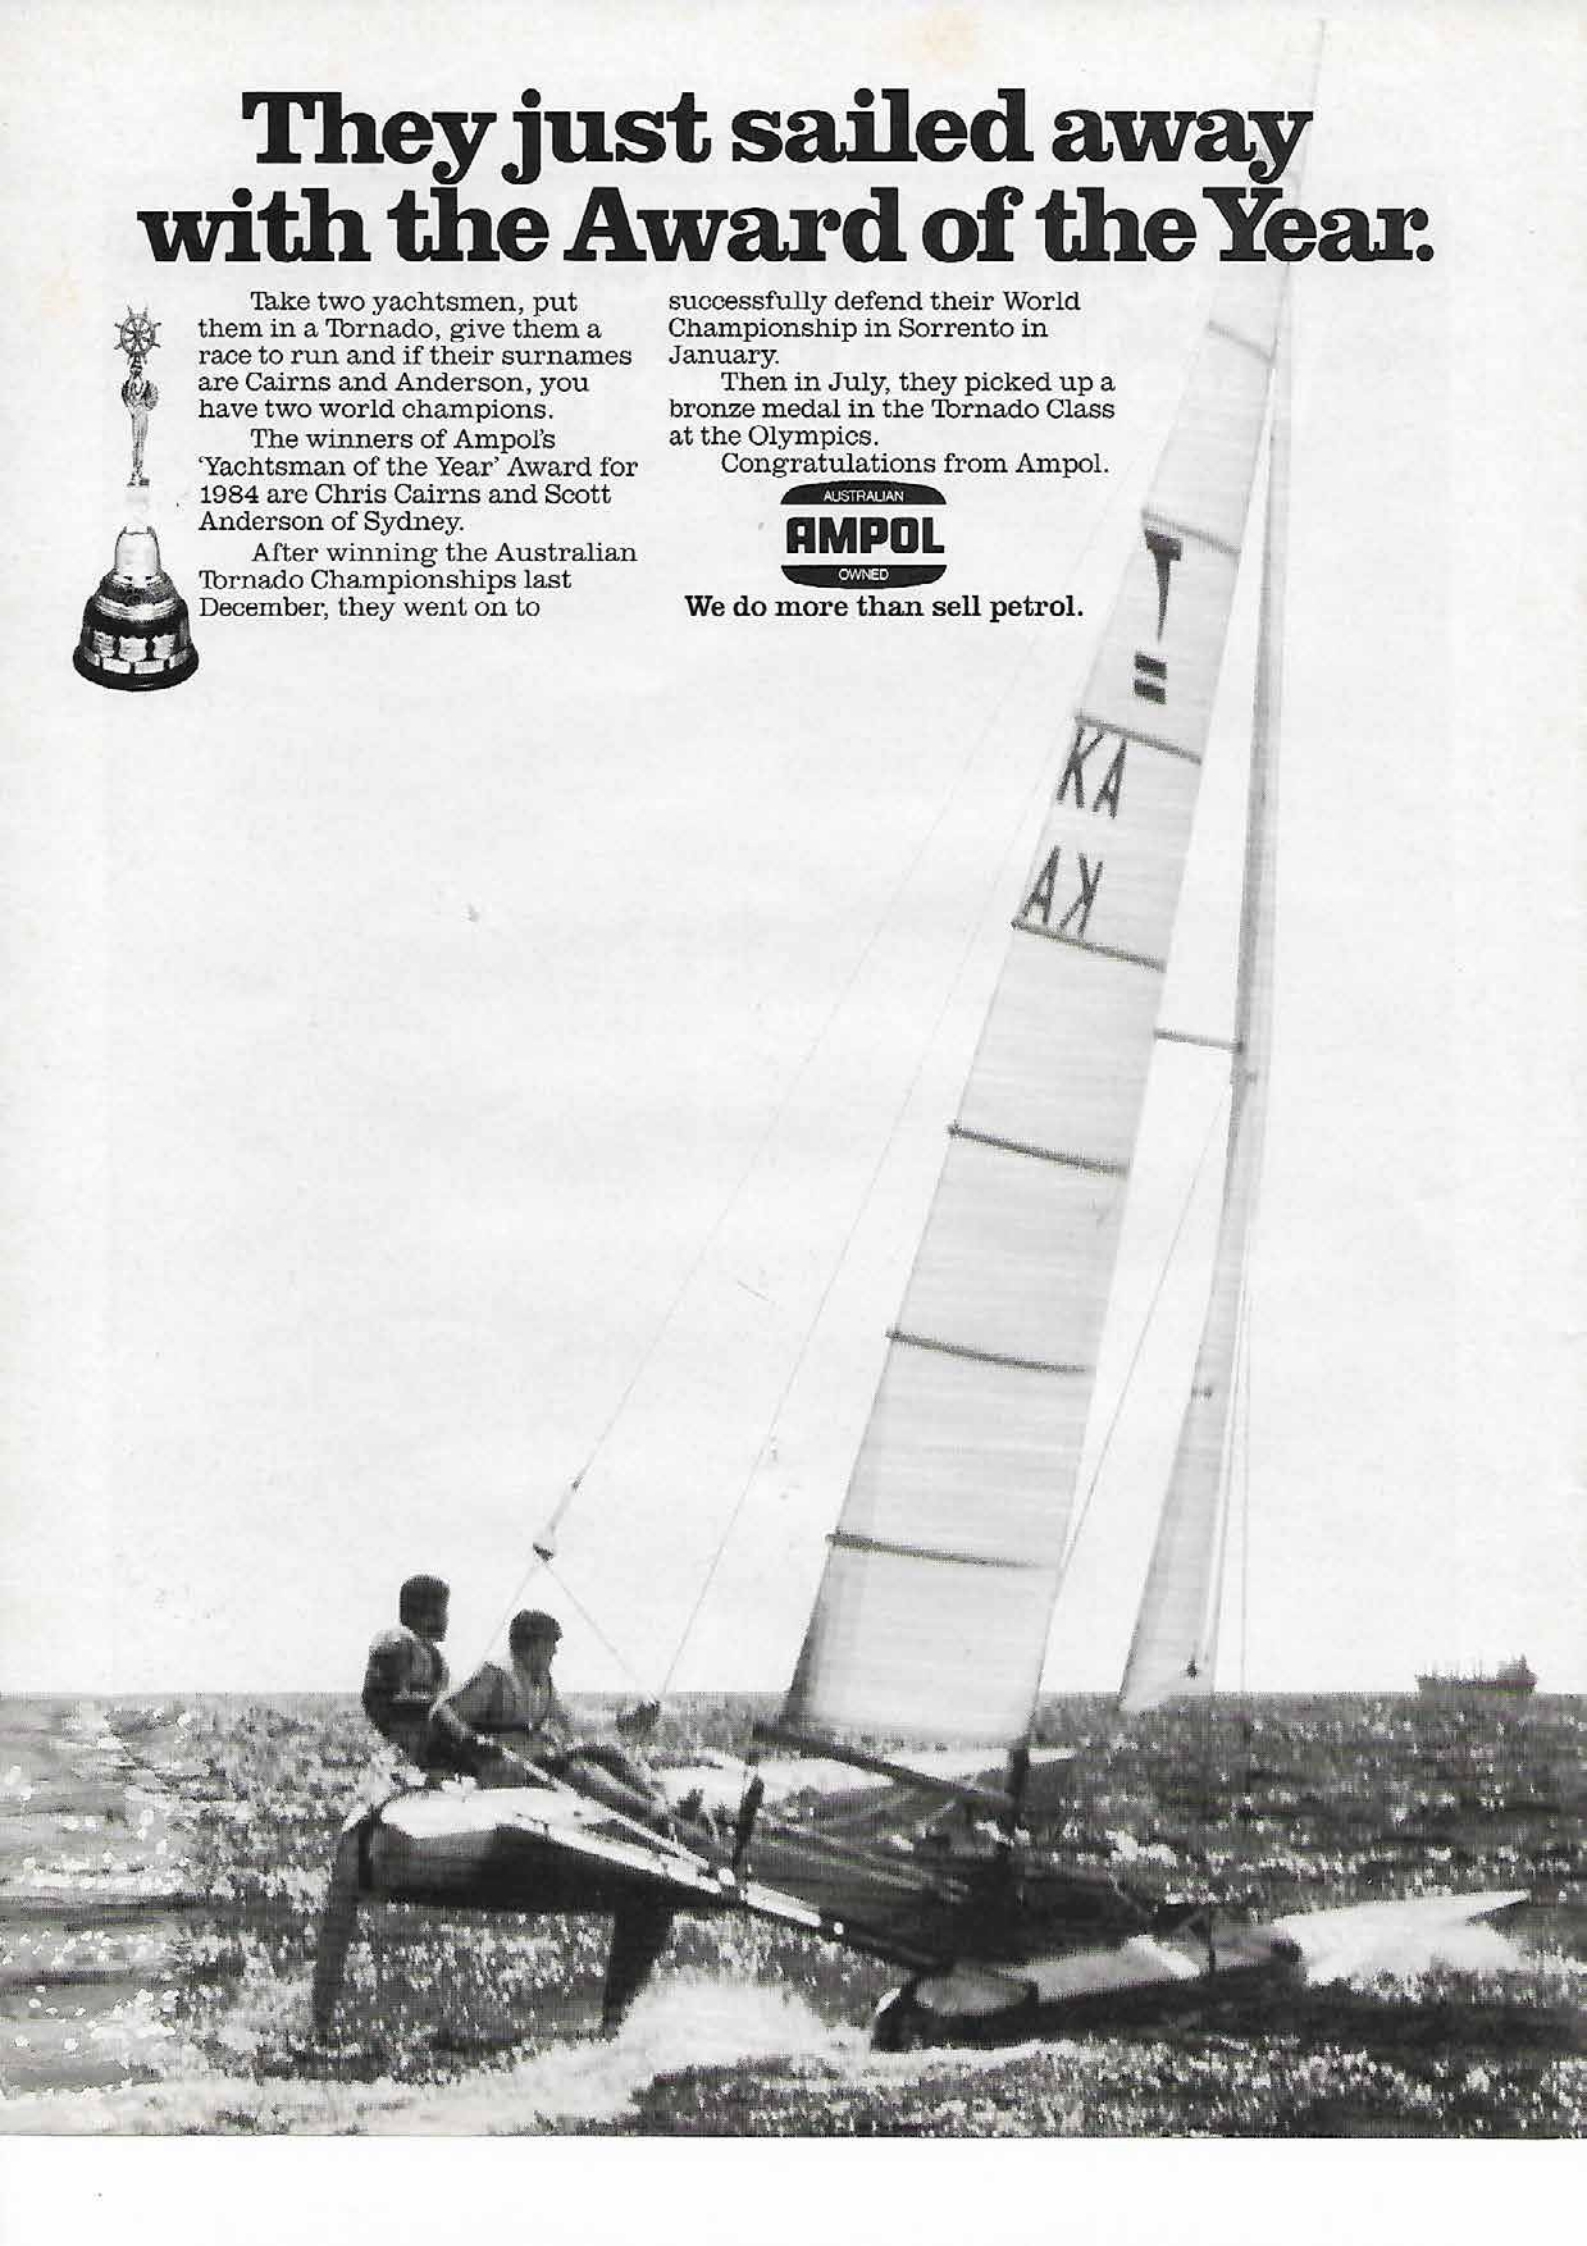 They just sailed away
with the Award of the Year.
Take two yachtsmen, put
them in a Tornado, give them a
race to run and if their surnames
are Cairns and Anderson, you
have two world champions.
The winners of Ampol's
'Yachtsman of the Year' Award for
1984 are Chris Cairns and Scott
Anderson of Sydney.
After winning the Australian
Tornado Championships last
December, they went on to
successfully defend their World
Championship in Sorrento in
January.
Then in July, they picked up a
bronze medal in the Tornado Class
at the Olympics.
Congratulations from Ampol.
AUSTRALIAN
AMPOL
OWNED
We do more than sell petrol.
T
KA
KA